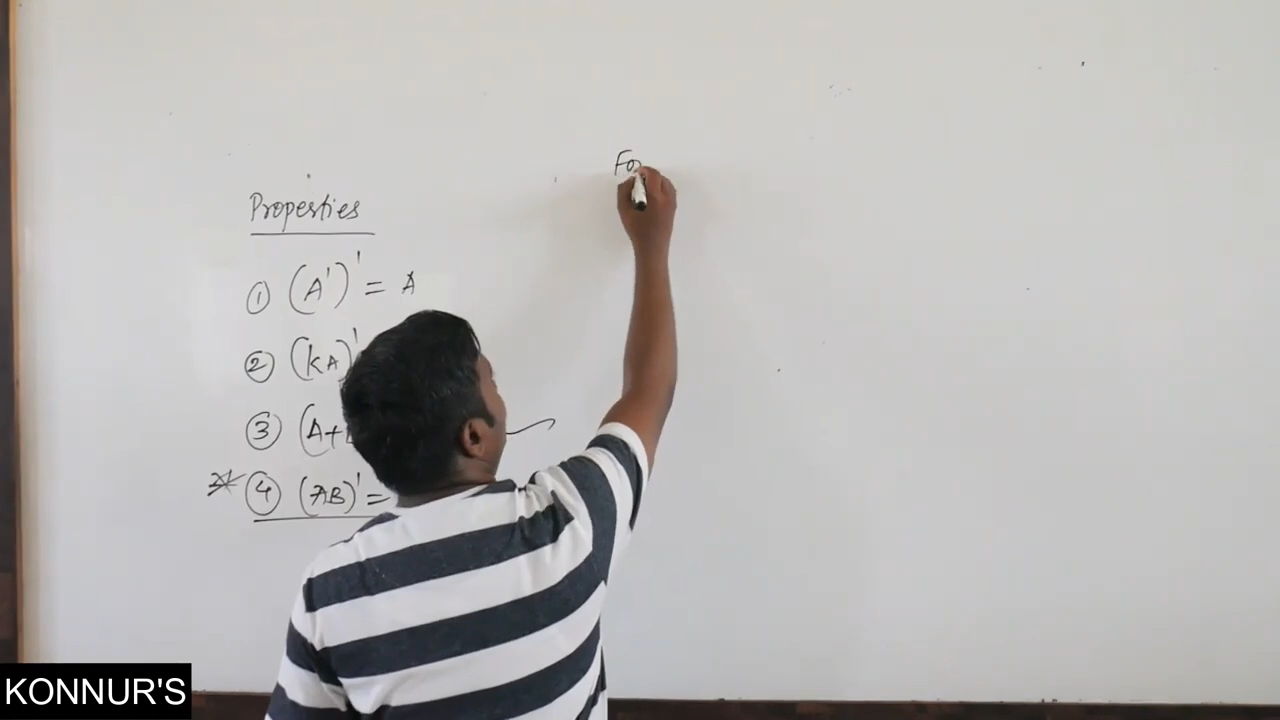 Properties
① (A')' = A
② (KA)'
③ (A+
④ (AB)' =
Fo
KONNUR'S